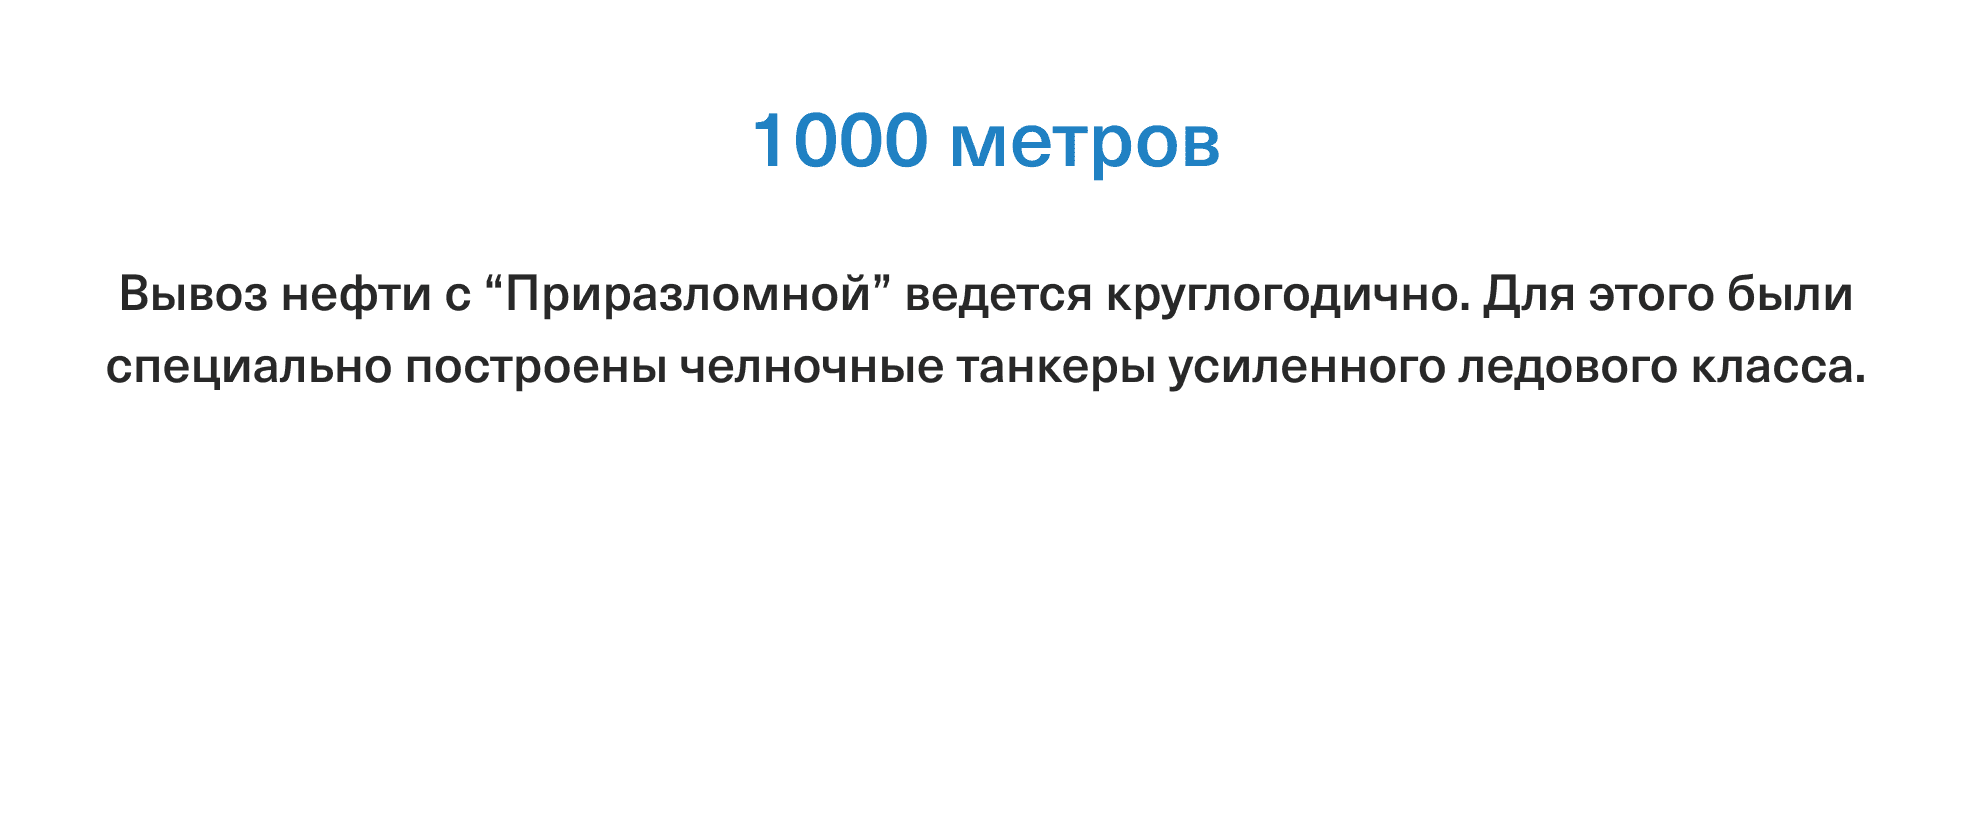 1000 метров
Вывоз нефти с “Приразломной” ведется круглогодично. Для этого были
специально построены челночные танкеры усиленного ледового класса.